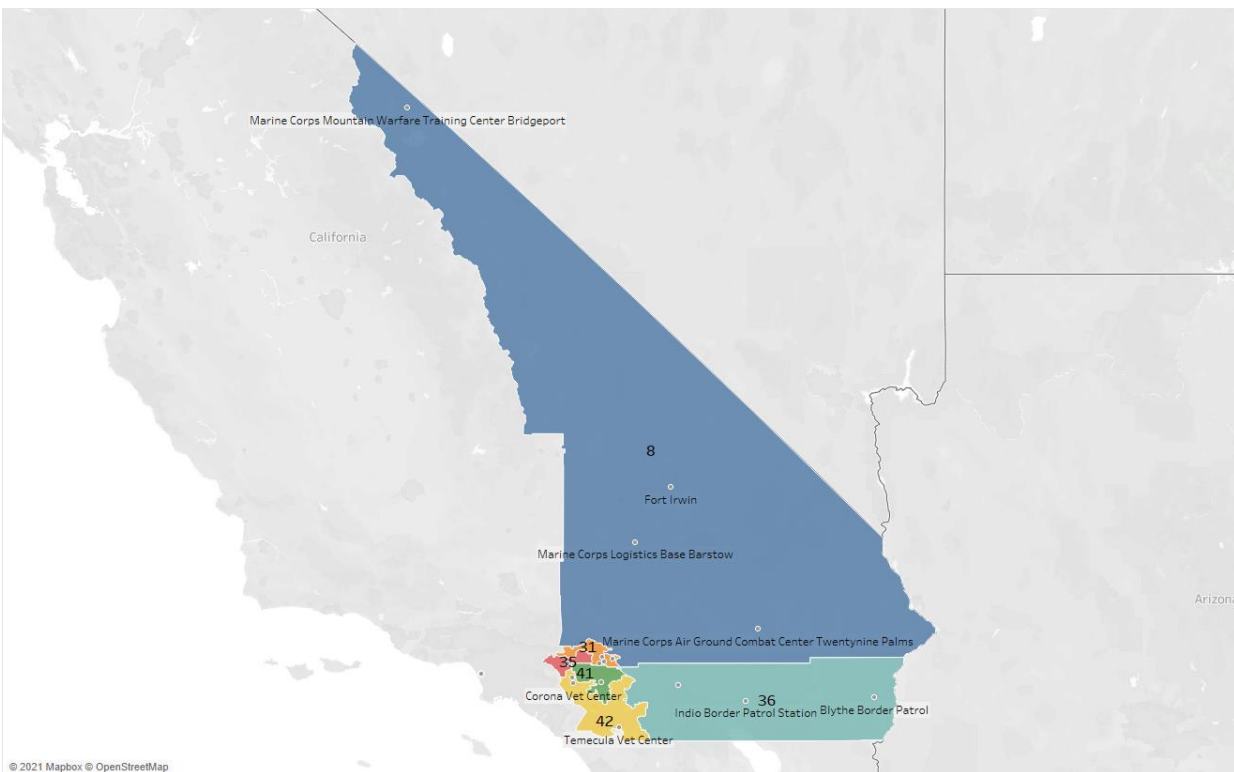 Marine Corps Mountain Warfare Training Center Bridgeport
California
8
Fort Irwin
Marine Corps Logistics Base Barstow
Arizona
31
Marine Corps Air Ground Combat Center Twentynine Palms
35
41
Corona Vet Center
36
Indio Border Patrol Station
Blythe Border Patrol
42
Temecula Vet Center
© 2021 Mapbox © OpenStreetMap